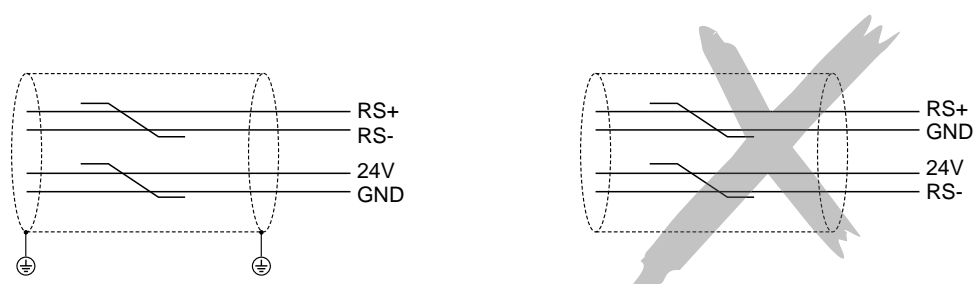 RS+
RS-
24V
GND
RS+
GND
24V
RS-